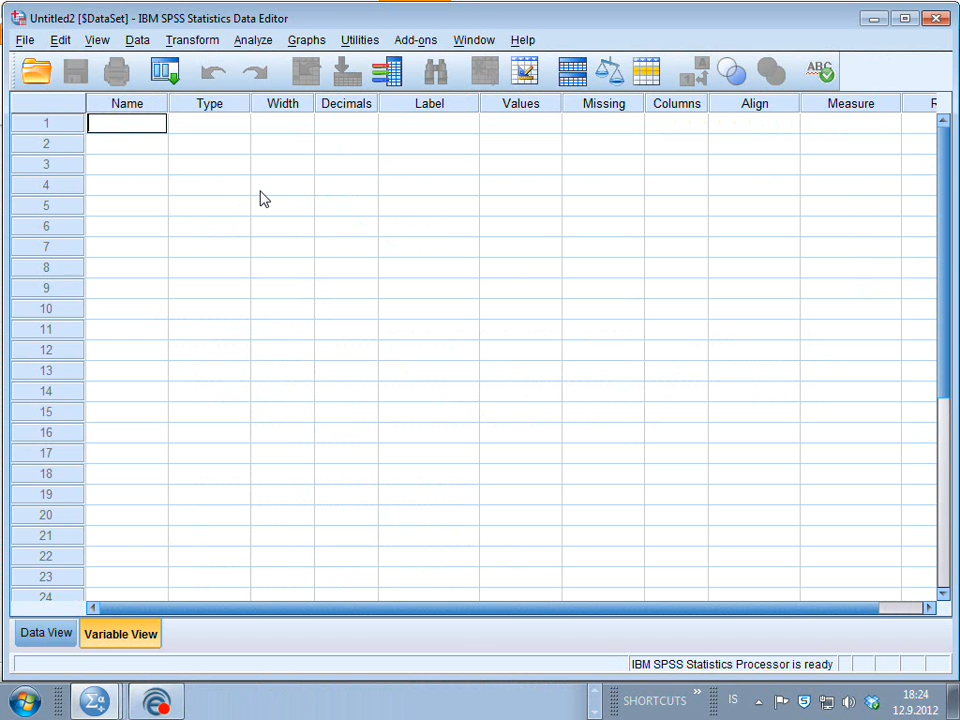 Untitled2 [$DataSet] - IBM SPSS Statistics Data Editor
File Edit View Data Transform Analyze Graphs Utilities Add-ons Window Help
A
a
ABC
Name Type Width Decimals Label Values Missing Columns Align Measure R
1
2
3
4
5
6
7
8
9
10
11
12
13
14
15
16
17
18
19
20
21
22
23
24
Data View Variable View
IBM SPSS Statistics Processor is ready
Σα
SHORTCUTS » IS 18:24
12.9.2012